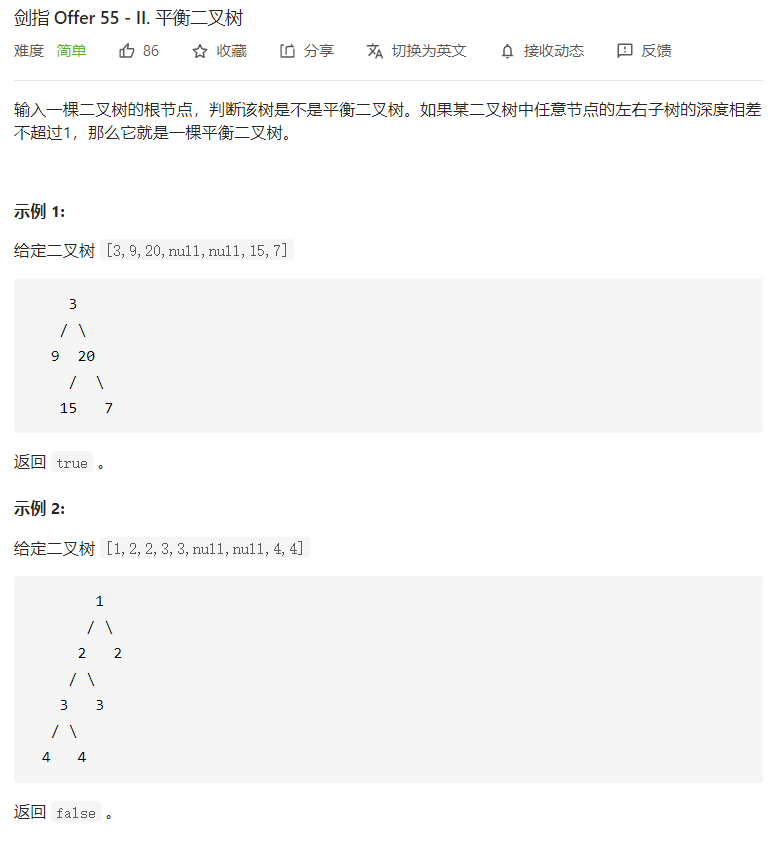 剑指 Offer 55 - II. 平衡二叉树
难度 简单 86 收藏 分享 切换为英文 接收动态 反馈
输入一棵二叉树的根节点，判断该树是不是平衡二叉树。如果某二叉树中任意节点的左右子树的深度相差
不超过1，那么它就是一棵平衡二叉树。
示例 1:
给定二叉树 [3,9,20,null,null,15,7]
3
/ \
9 20
/ \
15 7
返回 true 。
示例 2:
给定二叉树 [1,2,2,3,3,null,null,4,4]
1
/ \
2 2
/ \
3 3
/ \
4 4
返回 false 。